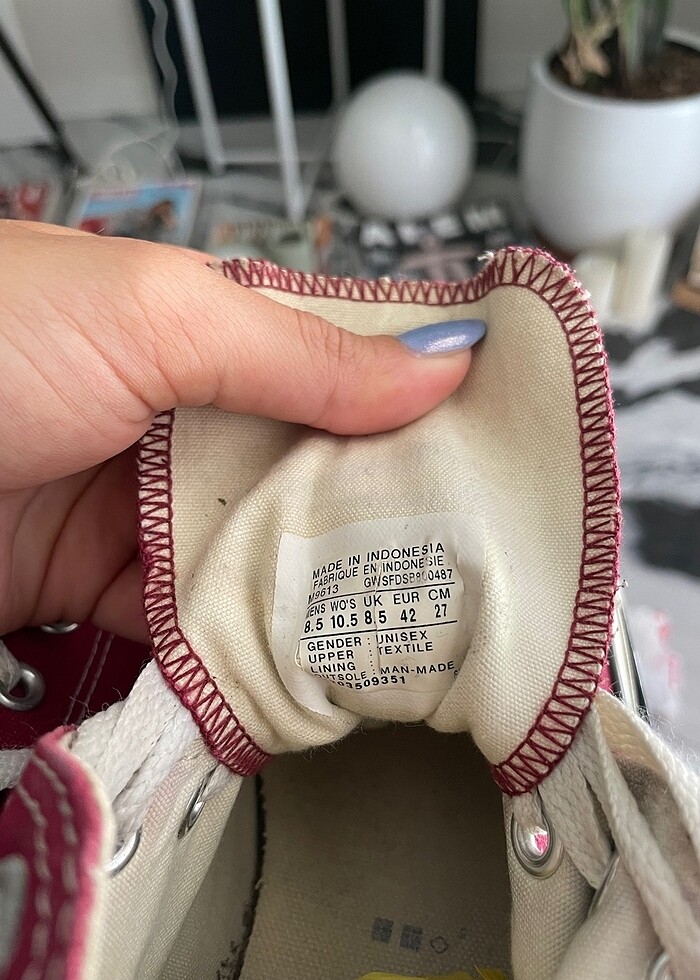 MADE IN INDONESIA
FABRIQUE EN INDONESIE
M9613
MENS WO'S UK EUR CM
8.5 10.5 8.5 42 27
GENDER : UNISEX
UPPER : TEXTILE
LINING :
OUTSOLE : MAN-MADE